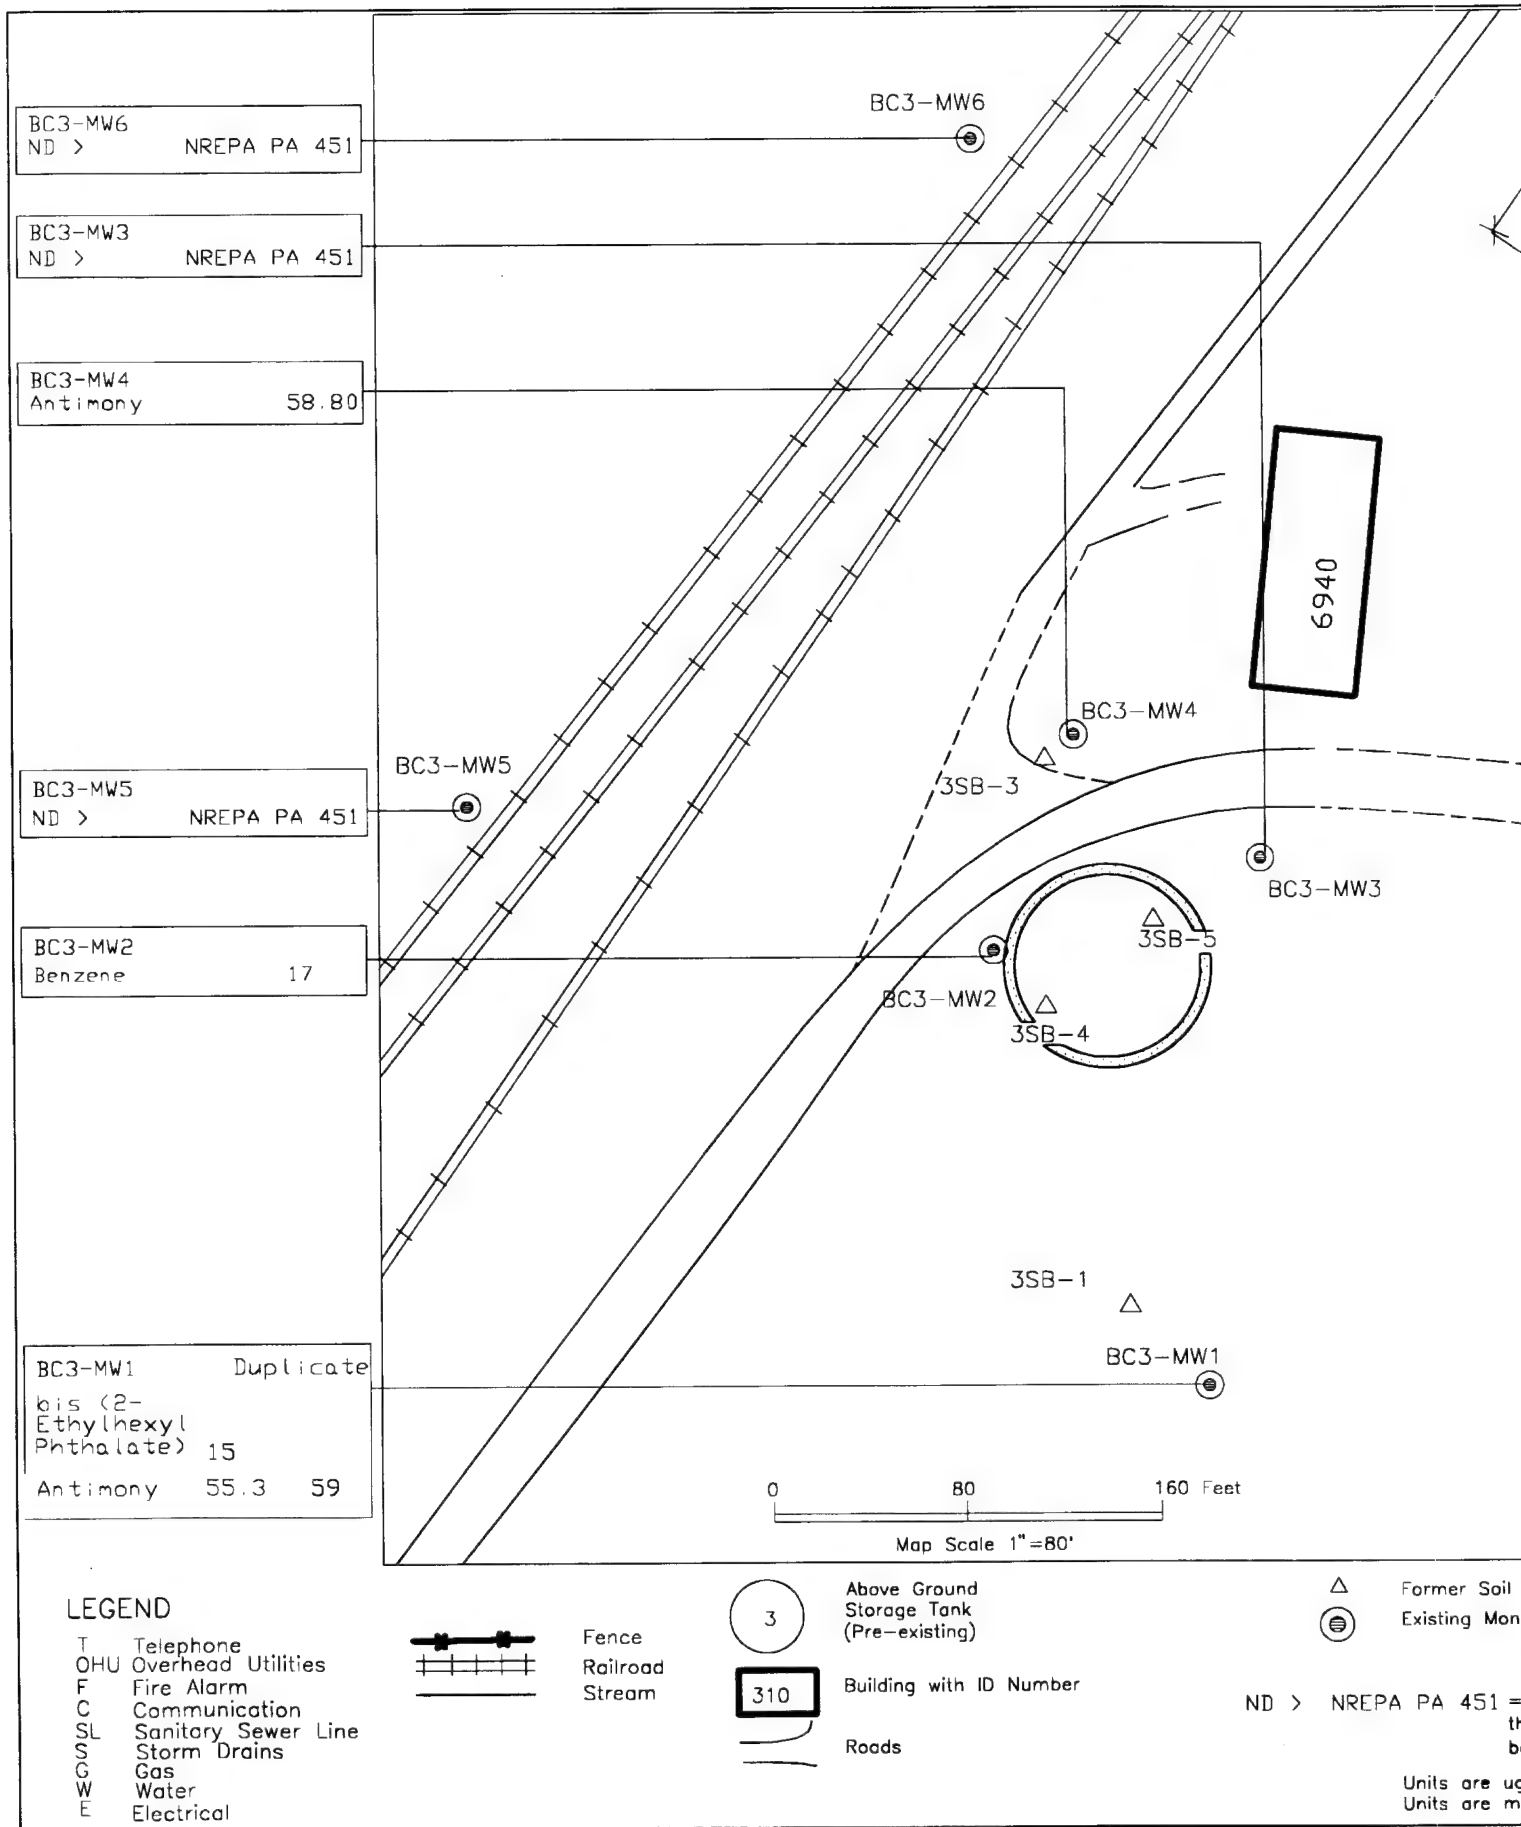 BC3-MW6
ND > NREPA PA 451
BC3-MW3
ND > NREPA PA 451
BC3-MW4
Antimony 58.80
BC3-MW5
ND > NREPA PA 451
BC3-MW2
Benzene 17
BC3-MW1 Duplicate
bis (2-
Ethylhexyl
Phthalate) 15
Antimony 55.3 59
BC3-MW6
6940
BC3-MW4
3SB-3
BC3-MW5
BC3-MW3
3SB-5
BC3-MW2
3SB-4
3SB-1
BC3-MW1
0 80 160 Feet
Map Scale 1"=80'
LEGEND
T Telephone
OHU Overhead Utilities
F Fire Alarm
C Communication
SL Sanitary Sewer Line
S Storm Drains
G Gas
W Water
E Electrical
Fence
Railroad
Stream
3
Above Ground
Storage Tank
(Pre-existing)
310
Building with ID Number
Roads
Former Soil
Existing Mon
ND > NREPA PA 451 =
th
be
Units are ug
Units are m